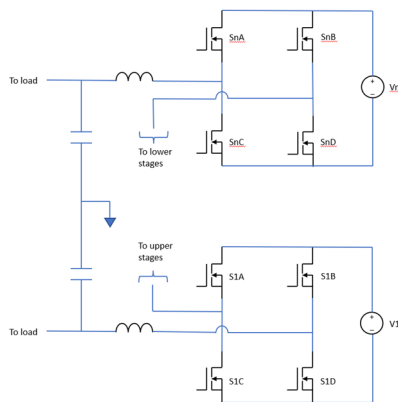 SnA
SnB
To load
Vn
SnC
SnD
To lower
stages
To upper
stages
S1A
S1B
V1
To load
S1C
S1D